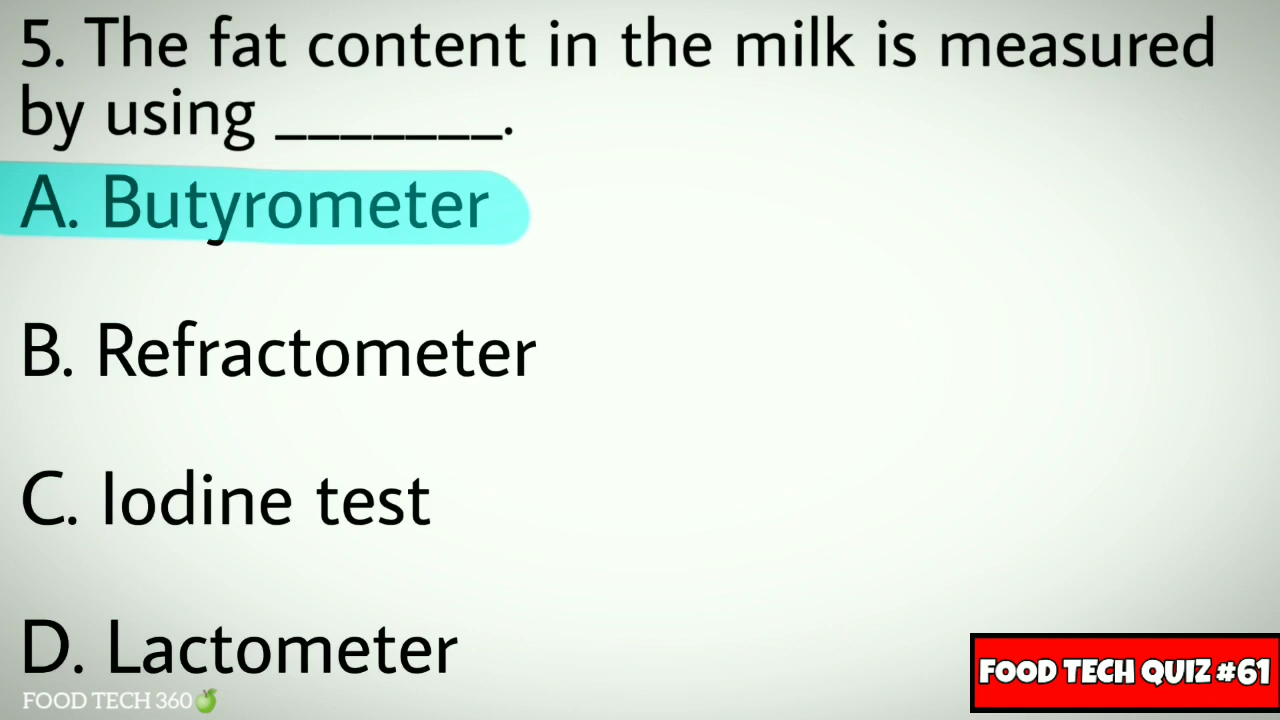 5. The fat content in the milk is measured
by using _______.
A. Butyrometer
B. Refractometer
C. Iodine test
D. Lactometer
FOOD TECH 360
FOOD TECH QUIZ #61